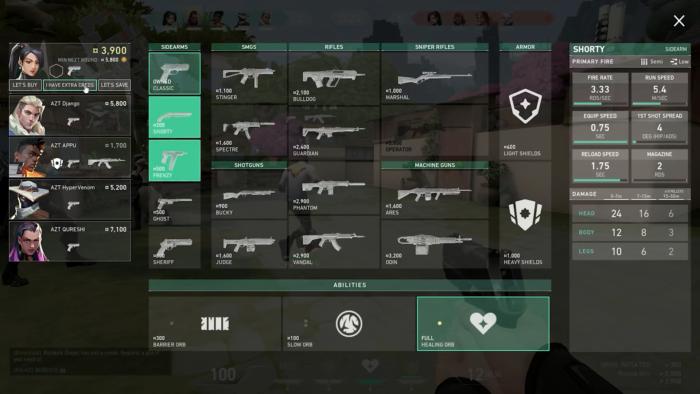 SIDEARMS SMGS RIFLES SNIPER RIFLES ARMOR
SHORTY SIDEARM
¤ 3,900
MIN NEXT ROUND ¤ 5,800
LET'S BUY I HAVE EXTRA CREDS LET'S SAVE
AZT Django ¤ 5,800
AZT APPU ¤ 1,700
AZT HyperVenom ¤ 5,200
AZT QURESHI ¤ 7,100
OWNED
CLASSIC
SHORTY
FRENZY
¤500
GHOST
SHERIFF
¤1,100
STINGER
¤1,600
SPECTRE
SHOTGUNS
¤900
BUCKY
¤1,600
JUDGE
¤2,100
BULLDOG
¤2,400
GUARDIAN
¤2,900
PHANTOM
¤2,900
VANDAL
¤1,000
MARSHAL
OPERATOR
MACHINE GUNS
¤1,600
ARES
¤3,200
ODIN
¤400
LIGHT SHIELDS
¤1,000
HEAVY SHIELDS
PRIMARY FIRE Semi Low
FIRE RATE RUN SPEED
3.33 5.4
RDS/SEC M/SEC
EQUIP SPEED 1ST SHOT SPREAD
0.75 4
SEC DEG (HIP/ADS)
RELOAD SPEED MAGAZINE
1.75 2
SEC RDS
DAMAGE
HEAD 24 16 6
BODY 12 8 3
LEGS 10 6 2
ABILITIES
¤300
BARRIER ORB
¤100
SLOW ORB
FULL
HEALING ORB
100
12